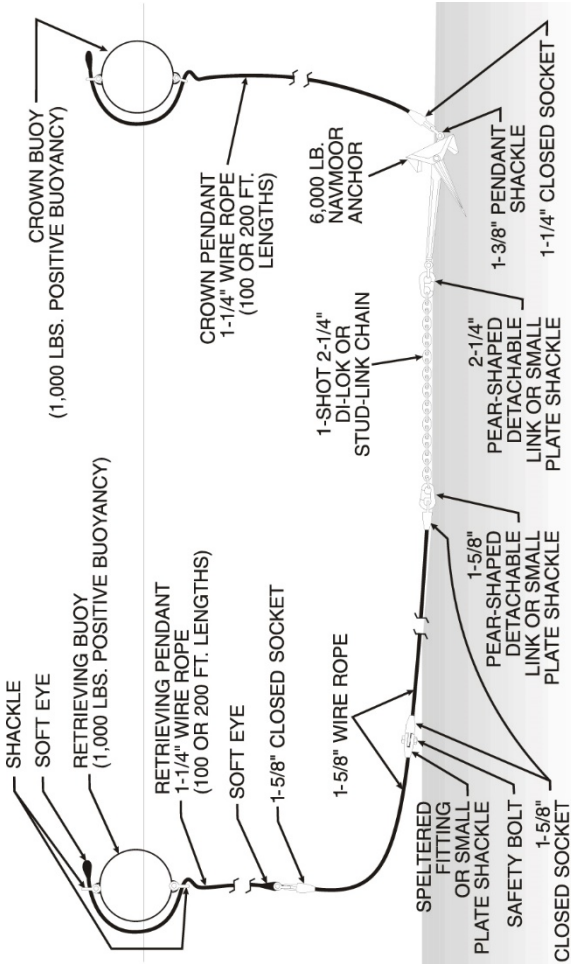 SHACKLE
SOFT EYE
RETRIEVING BUOY
(1,000 LBS. POSITIVE BUOYANCY)
CROWN BUOY
(1,000 LBS. POSITIVE BUOYANCY)
RETRIEVING PENDANT
1-1/4" WIRE ROPE
(100 OR 200 FT. LENGTHS)
SOFT EYE
1-5/8" CLOSED SOCKET
1-5/8" WIRE ROPE
CROWN PENDANT
1-1/4" WIRE ROPE
(100 OR 200 FT.
LENGTHS)
1-SHOT 2-1/4"
DI-LOK OR
STUD-LINK CHAIN
6,000 LB.
NAVMOOR
ANCHOR
SPELTERED
FITTING
OR SMALL
PLATE SHACKLE
SAFETY BOLT
1-5/8"
CLOSED SOCKET
1-5/8"
PEAR-SHAPED
DETACHABLE
LINK OR SMALL
PLATE SHACKLE
2-1/4"
PEAR-SHAPED
DETACHABLE
LINK OR SMALL
PLATE SHACKLE
1-3/8" PENDANT
SHACKLE
1-1/4" CLOSED SOCKET